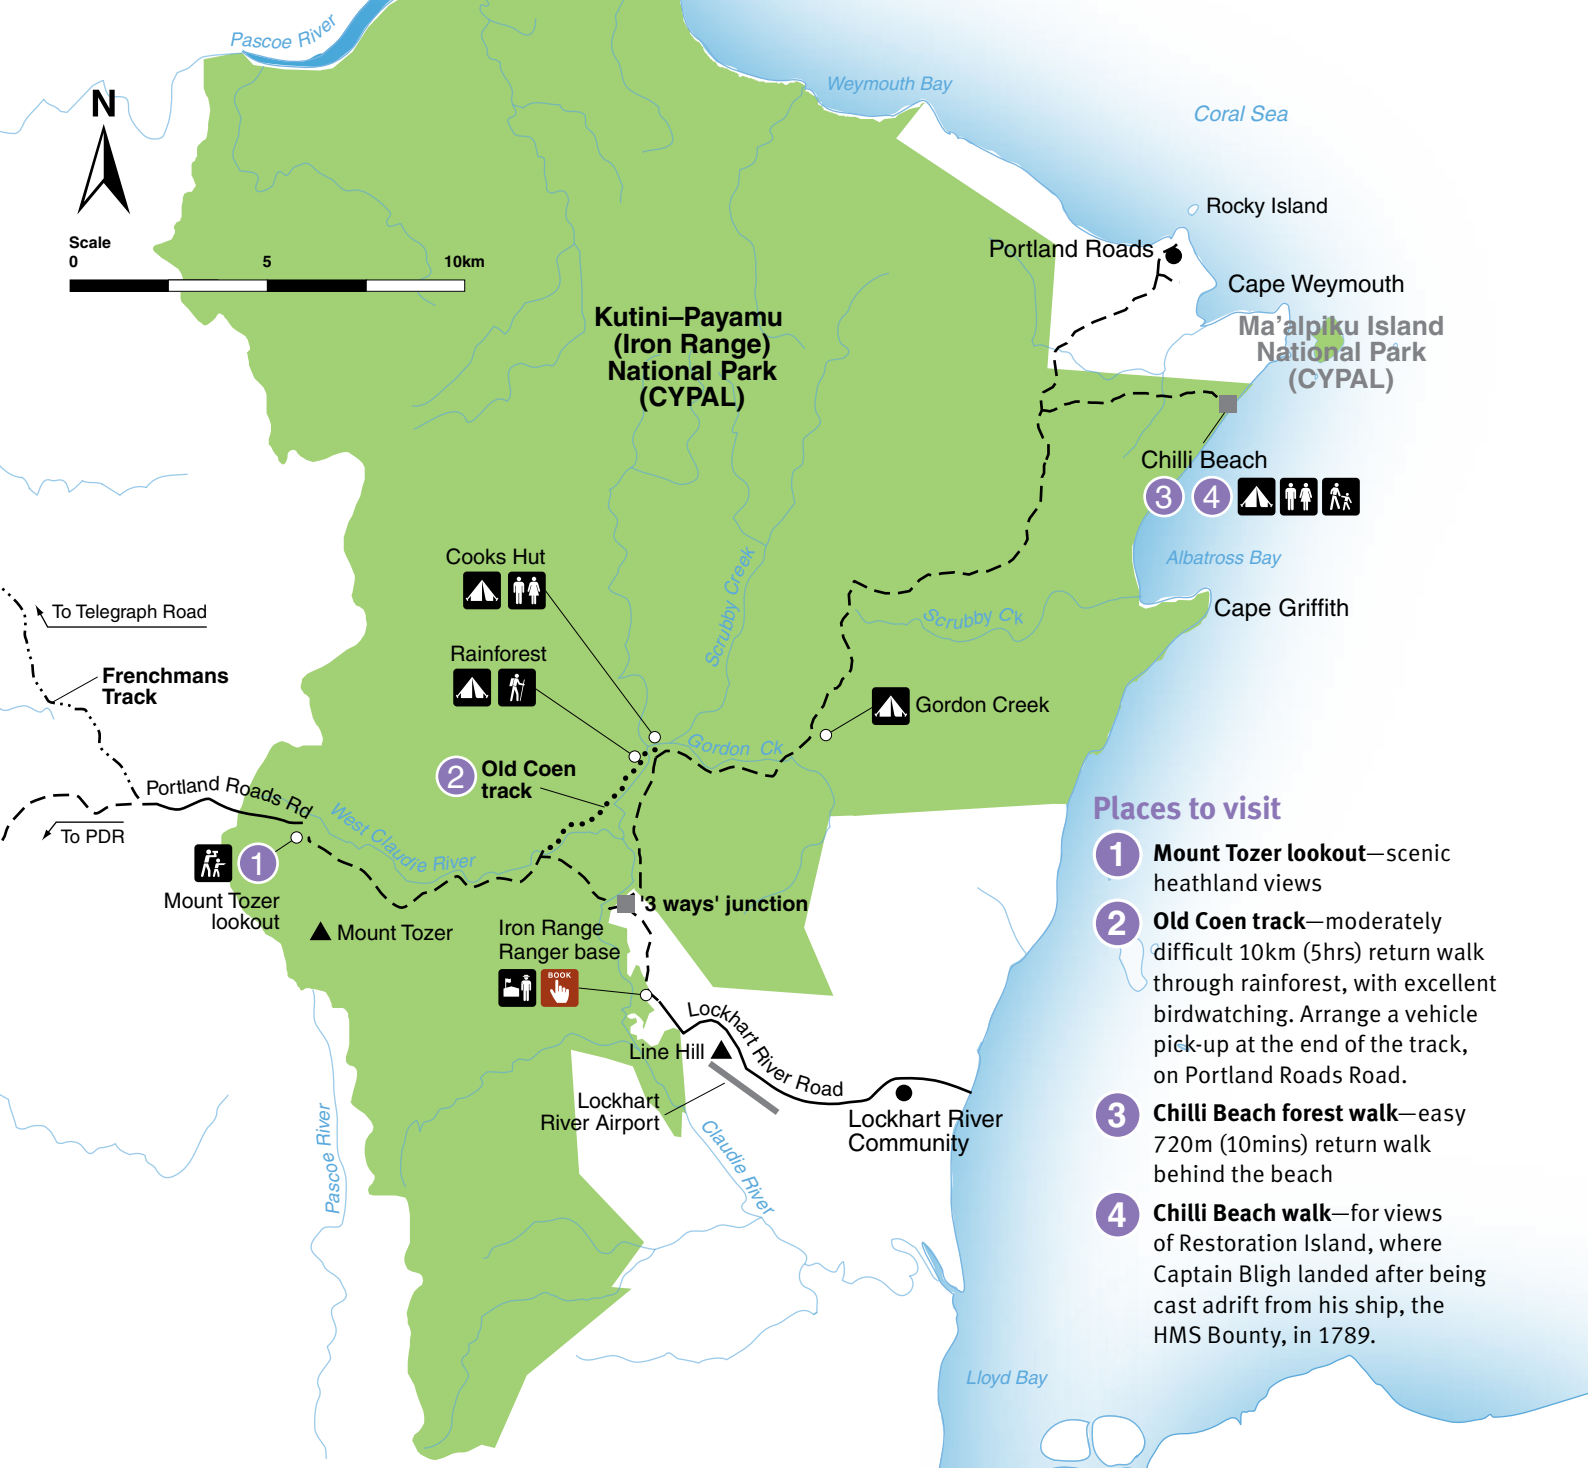 Pascoe River
Weymouth Bay
Coral Sea
N
Rocky Island
Scale
0 5 10km
Portland Roads
Cape Weymouth
Kutini–Payamu
(Iron Range)
National Park
(CYPAL)
Ma'alpiku Island
National Park
(CYPAL)
Chilli Beach
3 4
Albatross Bay
Cooks Hut
Scrubby Creek
Scrubby Ck
Cape Griffith
To Telegraph Road
Rainforest
Frenchmans
Track
Gordon Creek
Gordon Ck
2 Old Coen
track
Portland Roads Rd
West Claudie River
To PDR
1
Mount Tozer
lookout
Mount Tozer
'3 ways' junction
Iron Range
Ranger base
BOOK
Lockhart River Road
Line Hill
Lockhart
River Airport
Lockhart River
Community
Claudie River
Pascoe River
Lloyd Bay
Places to visit
1 Mount Tozer lookout—scenic
heathland views
2 Old Coen track—moderately
difficult 10km (5hrs) return walk
through rainforest, with excellent
birdwatching. Arrange a vehicle
pick-up at the end of the track,
on Portland Roads Road.
3 Chilli Beach forest walk—easy
720m (10mins) return walk
behind the beach
4 Chilli Beach walk—for views
of Restoration Island, where
Captain Bligh landed after being
cast adrift from his ship, the
HMS Bounty, in 1789.